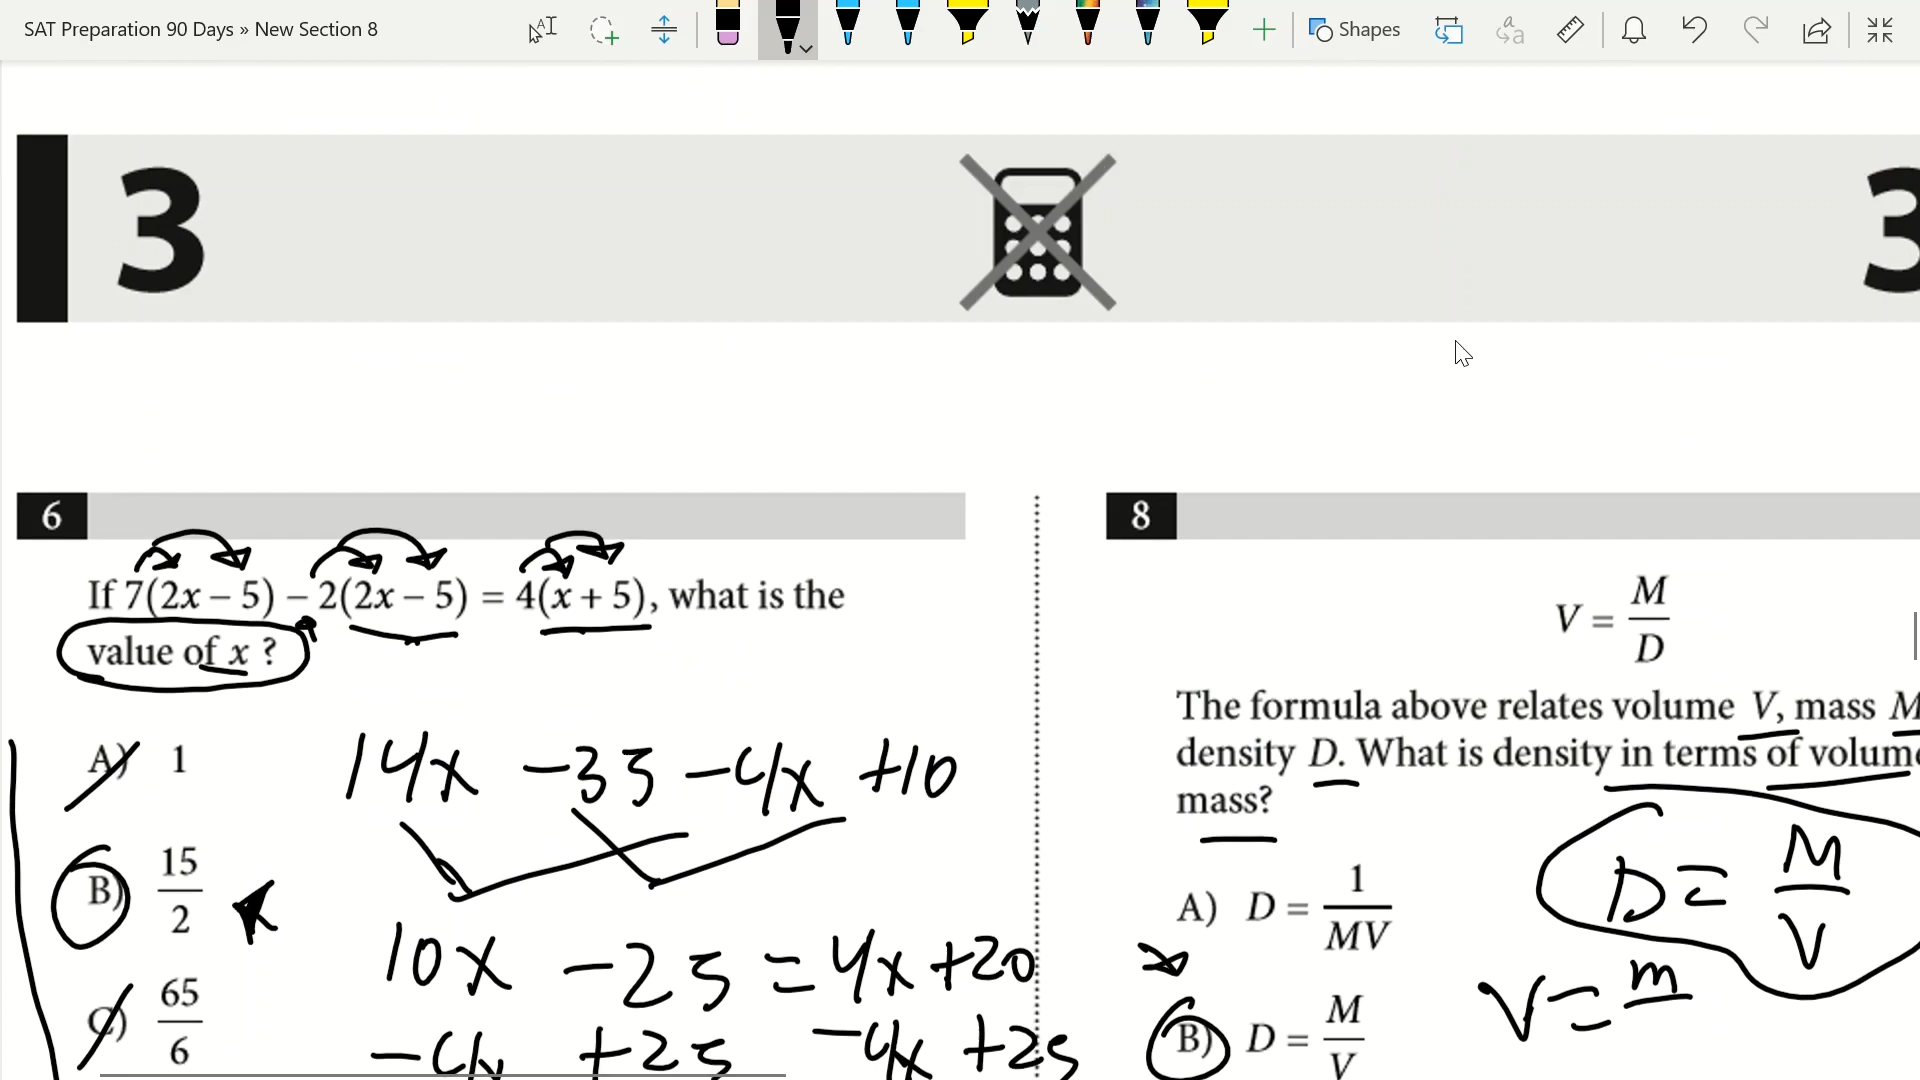 SAT Preparation 90 Days » New Section 8
Shapes
3
3
6
If 7(2x – 5) – 2(2x – 5) = 4(x + 5), what is the
value of x ?
14x -35 -4x +10
A) 1
B) 15/2
10x -25 = 4x +20
C) 65/6
-4x +25 -4x +25
8
V = M/D
The formula above relates volume V, mass M
density D. What is density in terms of volume
mass?
D = M/V
A) D = 1/MV
V = m
B) D = M/V